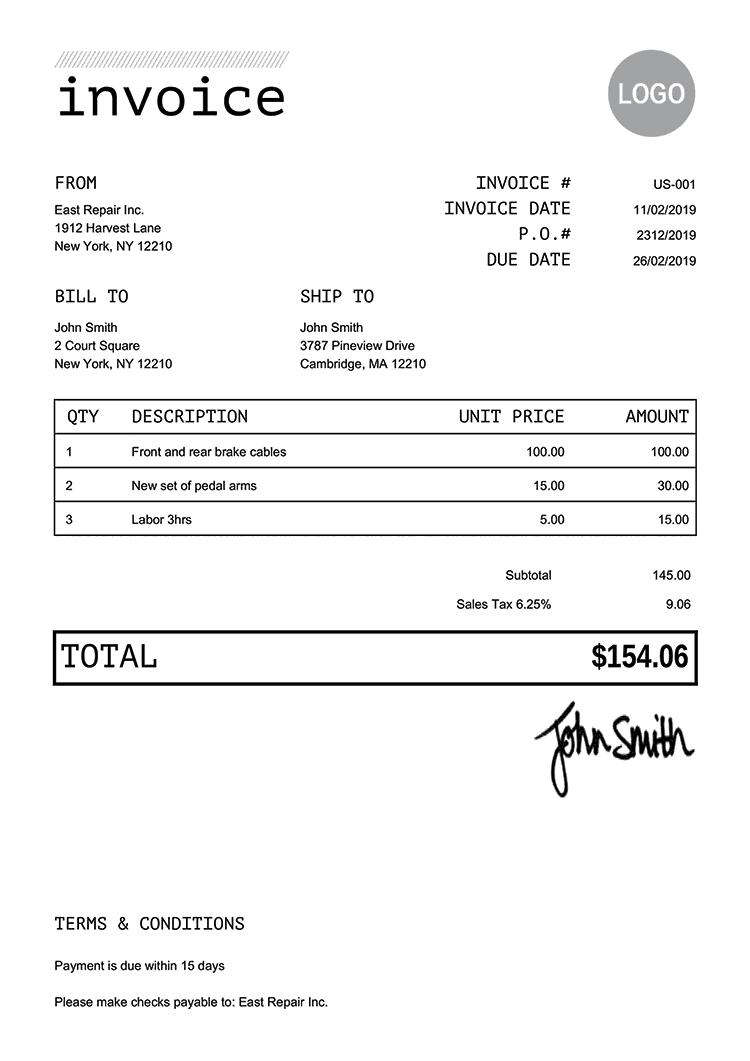 invoice
LOGO
FROM
East Repair Inc.
1912 Harvest Lane
New York, NY 12210
INVOICE # US-001
INVOICE DATE 11/02/2019
P.O.# 2312/2019
DUE DATE 26/02/2019
BILL TO
John Smith
2 Court Square
New York, NY 12210
SHIP TO
John Smith
3787 Pineview Drive
Cambridge, MA 12210
QTY DESCRIPTION UNIT PRICE AMOUNT
1 Front and rear brake cables 100.00 100.00
2 New set of pedal arms 15.00 30.00
3 Labor 3hrs 5.00 15.00
Subtotal 145.00
Sales Tax 6.25% 9.06
TOTAL $154.06
John Smith
TERMS & CONDITIONS
Payment is due within 15 days
Please make checks payable to: East Repair Inc.